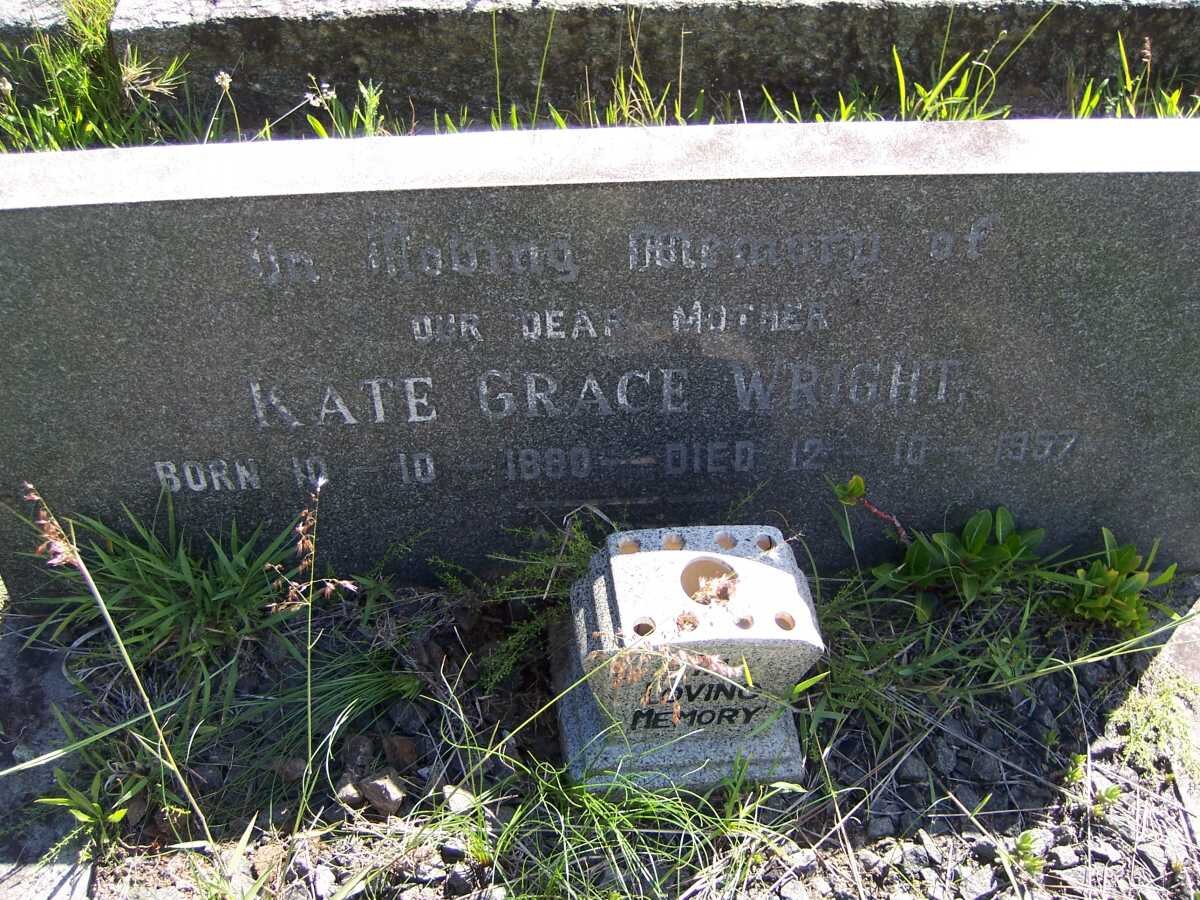 In Loving Memory of
OUR DEAR MOTHER
KATE GRACE WRIGHT.
BORN 10 - 10 - 1880 - DIED 12 - 10 - 1957
LOVING
MEMORY